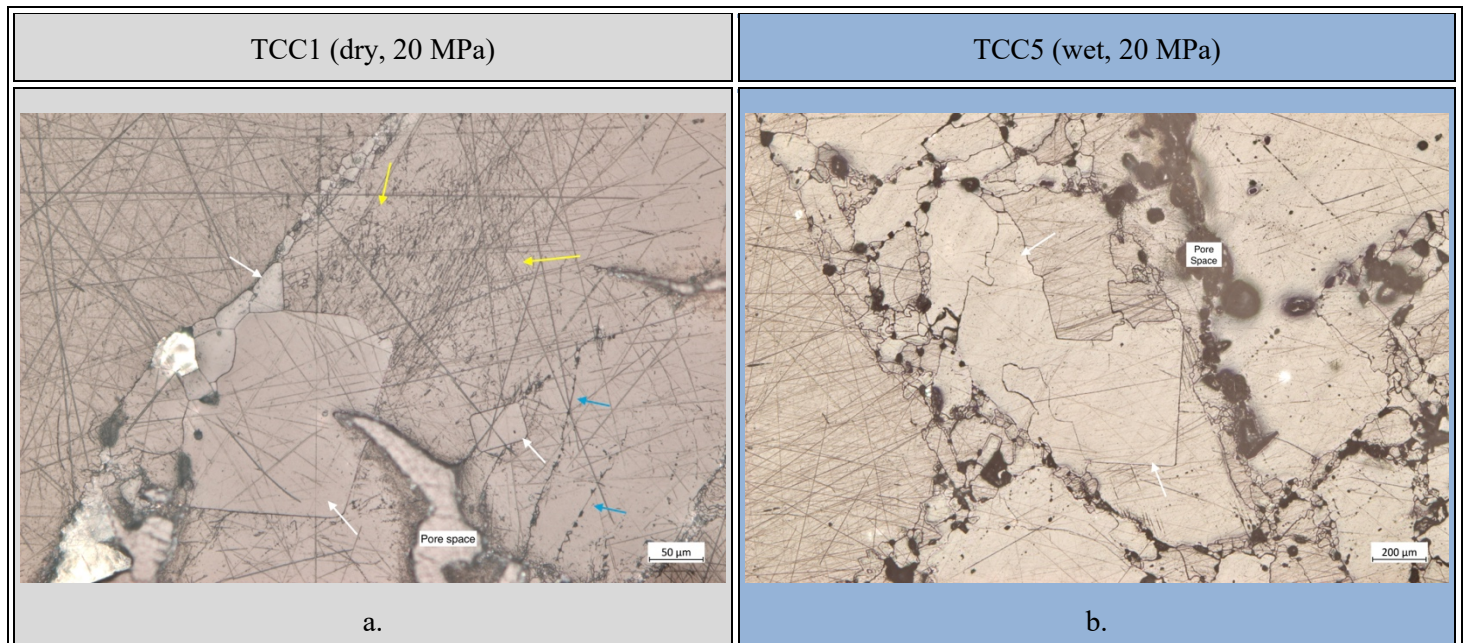 TCC1 (dry, 20 MPa)
TCC5 (wet, 20 MPa)
Pore space
50 µm
Pore
Space
200 µm
a.
b.